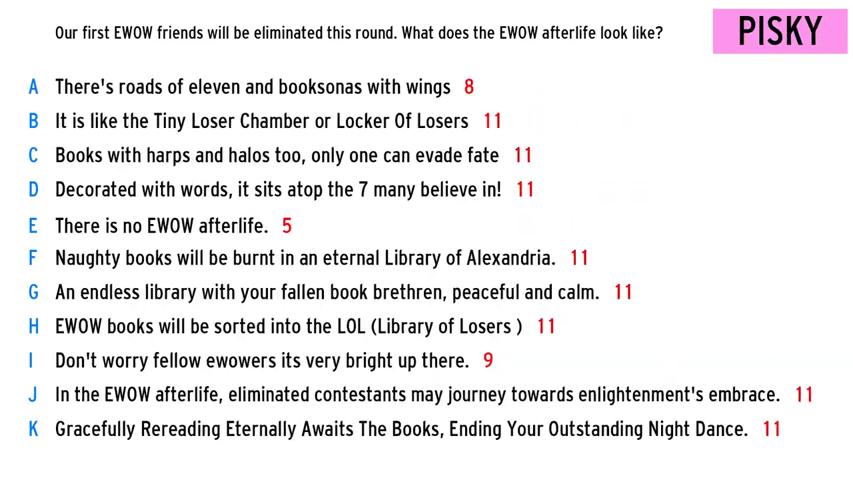 Our first EWOW friends will be eliminated this round. What does the EWOW afterlife look like?
PISKY
A There's roads of eleven and booksonas with wings 8
B It is like the Tiny Loser Chamber or Locker Of Losers 11
C Books with harps and halos too, only one can evade fate 11
D Decorated with words, it sits atop the 7 many believe in! 11
E There is no EWOW afterlife. 5
F Naughty books will be burnt in an eternal Library of Alexandria. 11
G An endless library with your fallen book brethren, peaceful and calm. 11
H EWOW books will be sorted into the LOL (Library of Losers ) 11
I Don't worry fellow ewowers its very bright up there. 9
J In the EWOW afterlife, eliminated contestants may journey towards enlightenment's embrace. 11
K Gracefully Rereading Eternally Awaits The Books, Ending Your Outstanding Night Dance. 11